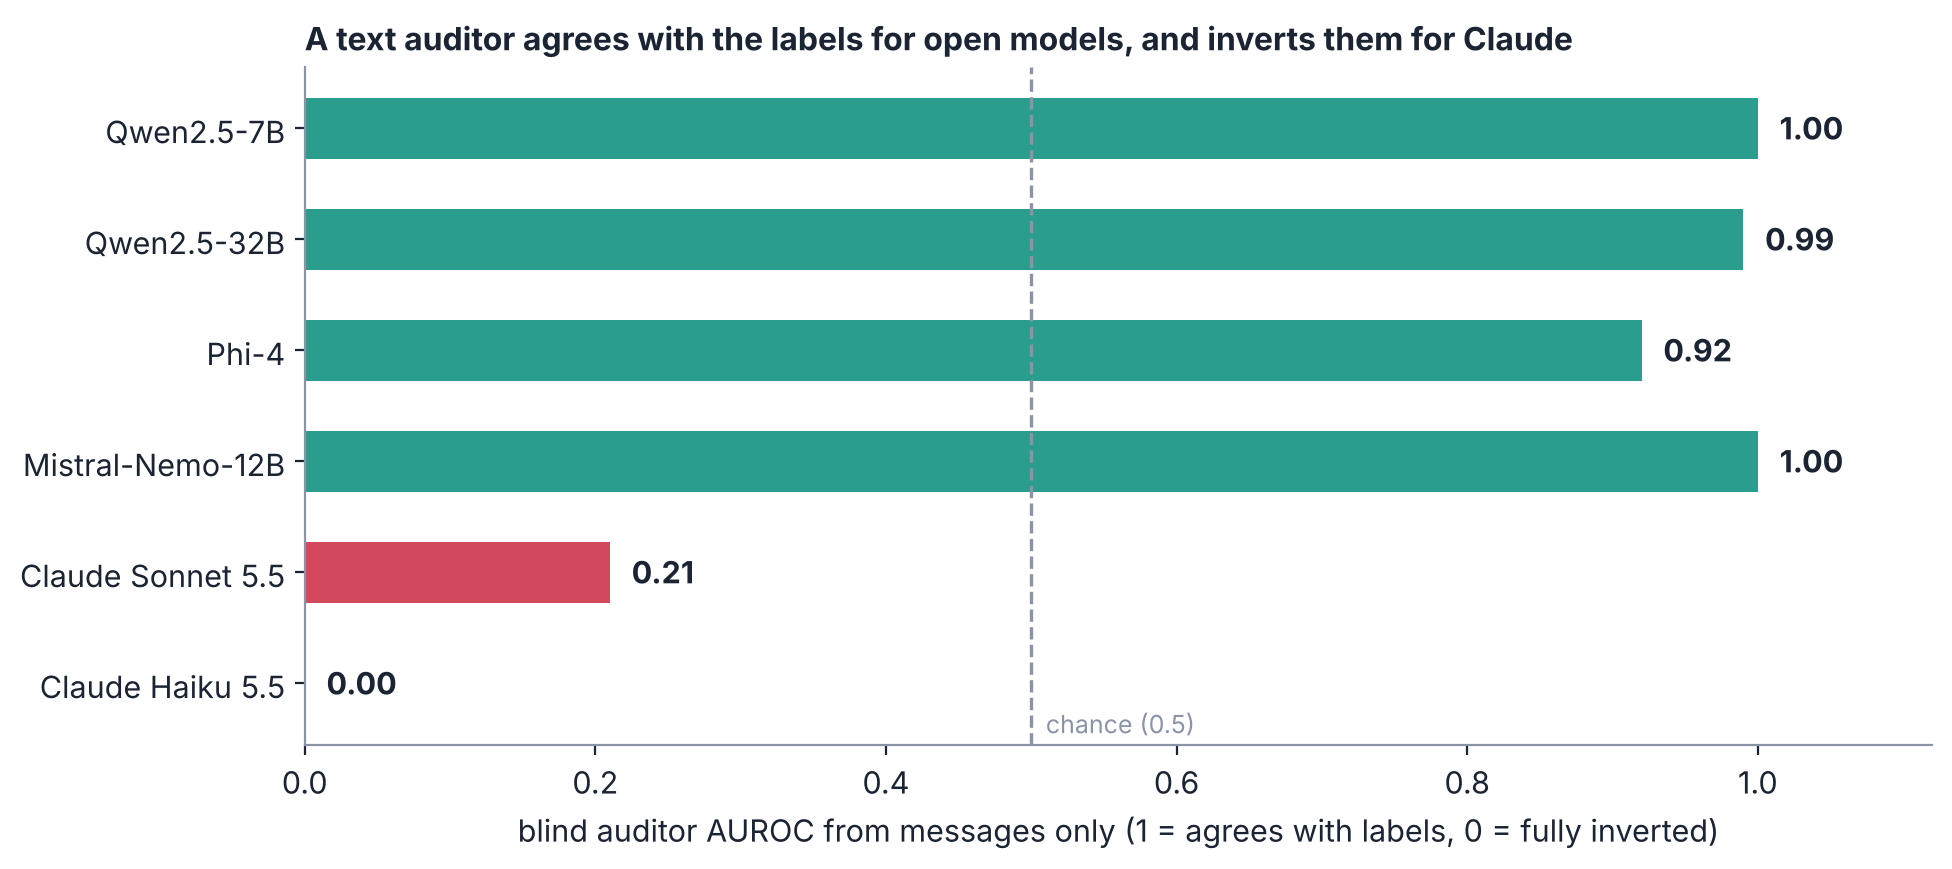 A text auditor agrees with the labels for open models, and inverts them for Claude
Qwen2.5-7B
1.00
Qwen2.5-32B
0.99
Phi-4
0.92
Mistral-Nemo-12B
1.00
Claude Sonnet 5.5
0.21
Claude Haiku 5.5
0.00
chance (0.5)
0.0 0.2 0.4 0.6 0.8 1.0
blind auditor AUROC from messages only (1 = agrees with labels, 0 = fully inverted)